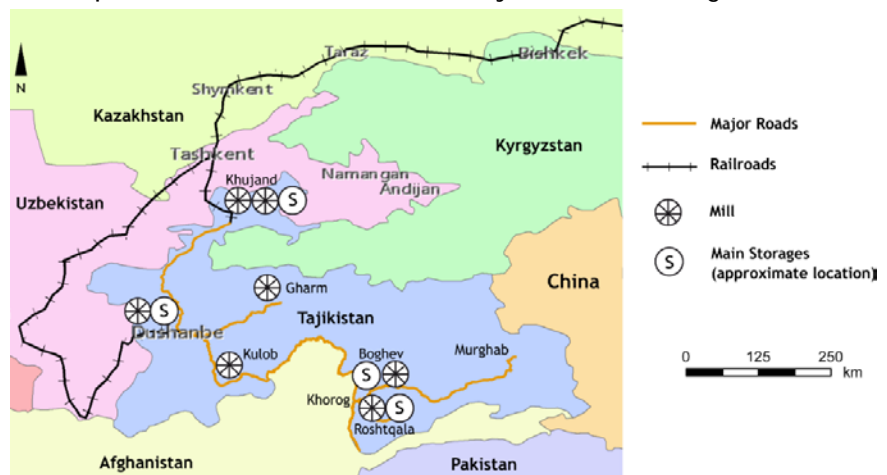 Taraz
Bishkek
N
Shymkent
Kazakhstan
Kyrgyzstan
Tashkent
Khujand
S
Namangan
Andijan
Uzbekistan
China
Gharm
S
Dushanbe
Tajikistan
Kulob
Boghev
Murghab
S
Khorog
S
Roshtqala
Afghanistan
Pakistan
Major Roads
Railroads
Mill
S
Main Storages
(approximate location)
0 125 250
km